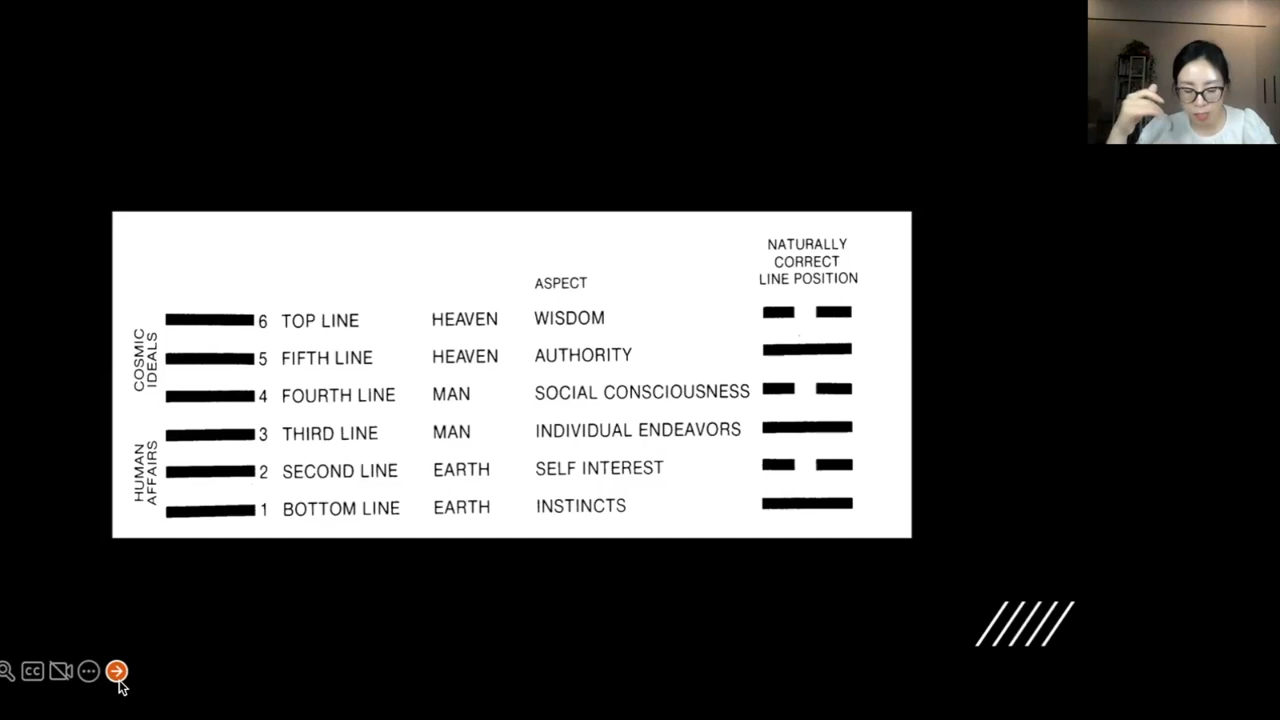 NATURALLY
CORRECT
LINE POSITION
ASPECT
COSMIC
IDEALS
6 TOP LINE HEAVEN WISDOM
5 FIFTH LINE HEAVEN AUTHORITY
4 FOURTH LINE MAN SOCIAL CONSCIOUSNESS
HUMAN
AFFAIRS
3 THIRD LINE MAN INDIVIDUAL ENDEAVORS
2 SECOND LINE EARTH SELF INTEREST
1 BOTTOM LINE EARTH INSTINCTS
CC